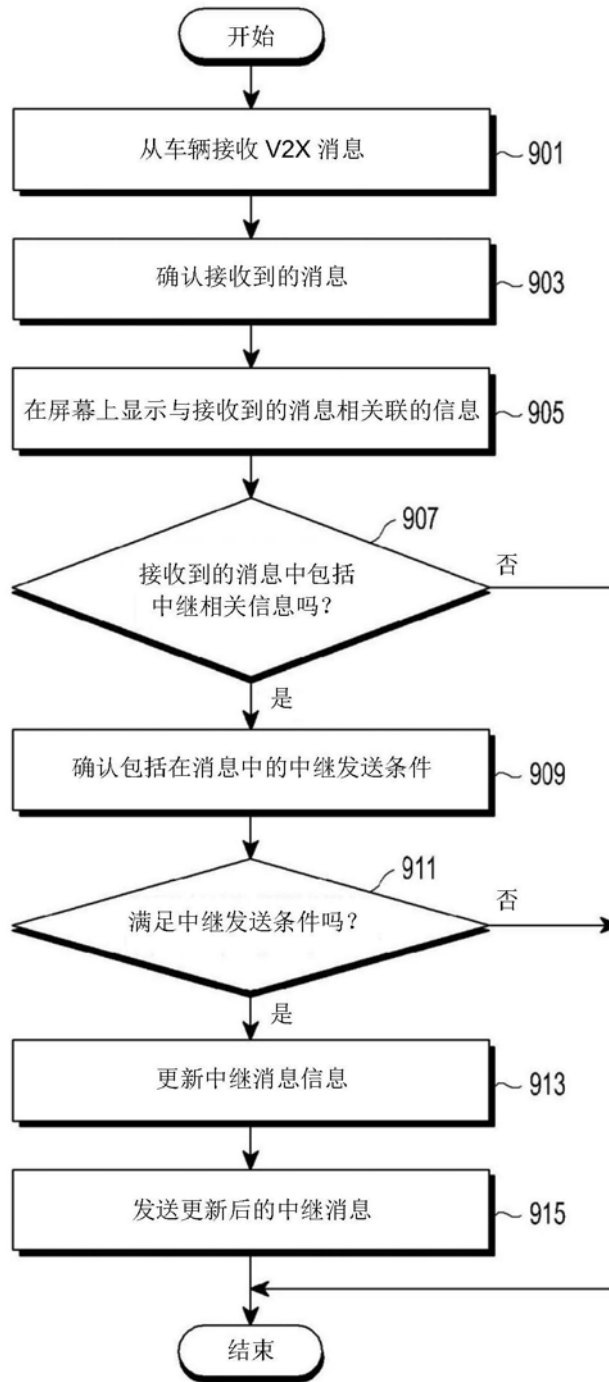 开始
从车辆接收 V2X 消息
901
确认接收到的消息
903
在屏幕上显示与接收到的消息相关联的信息
905
907
接收到的消息中包括
中继相关信息吗？
否
是
确认包括在消息中的中继发送条件
909
911
满足中继发送条件吗？
否
是
更新中继消息信息
913
发送更新后的中继消息
915
结束